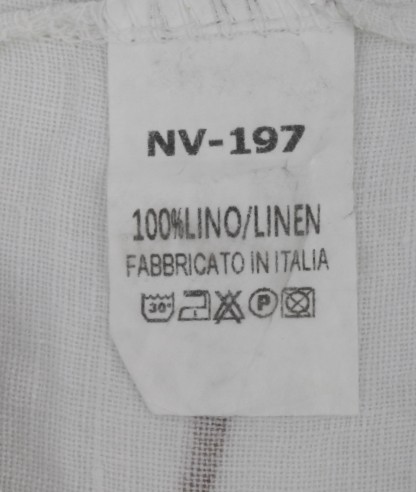 NV-197
100%LINO/LINEN
FABBRICATO IN ITALIA
30° P